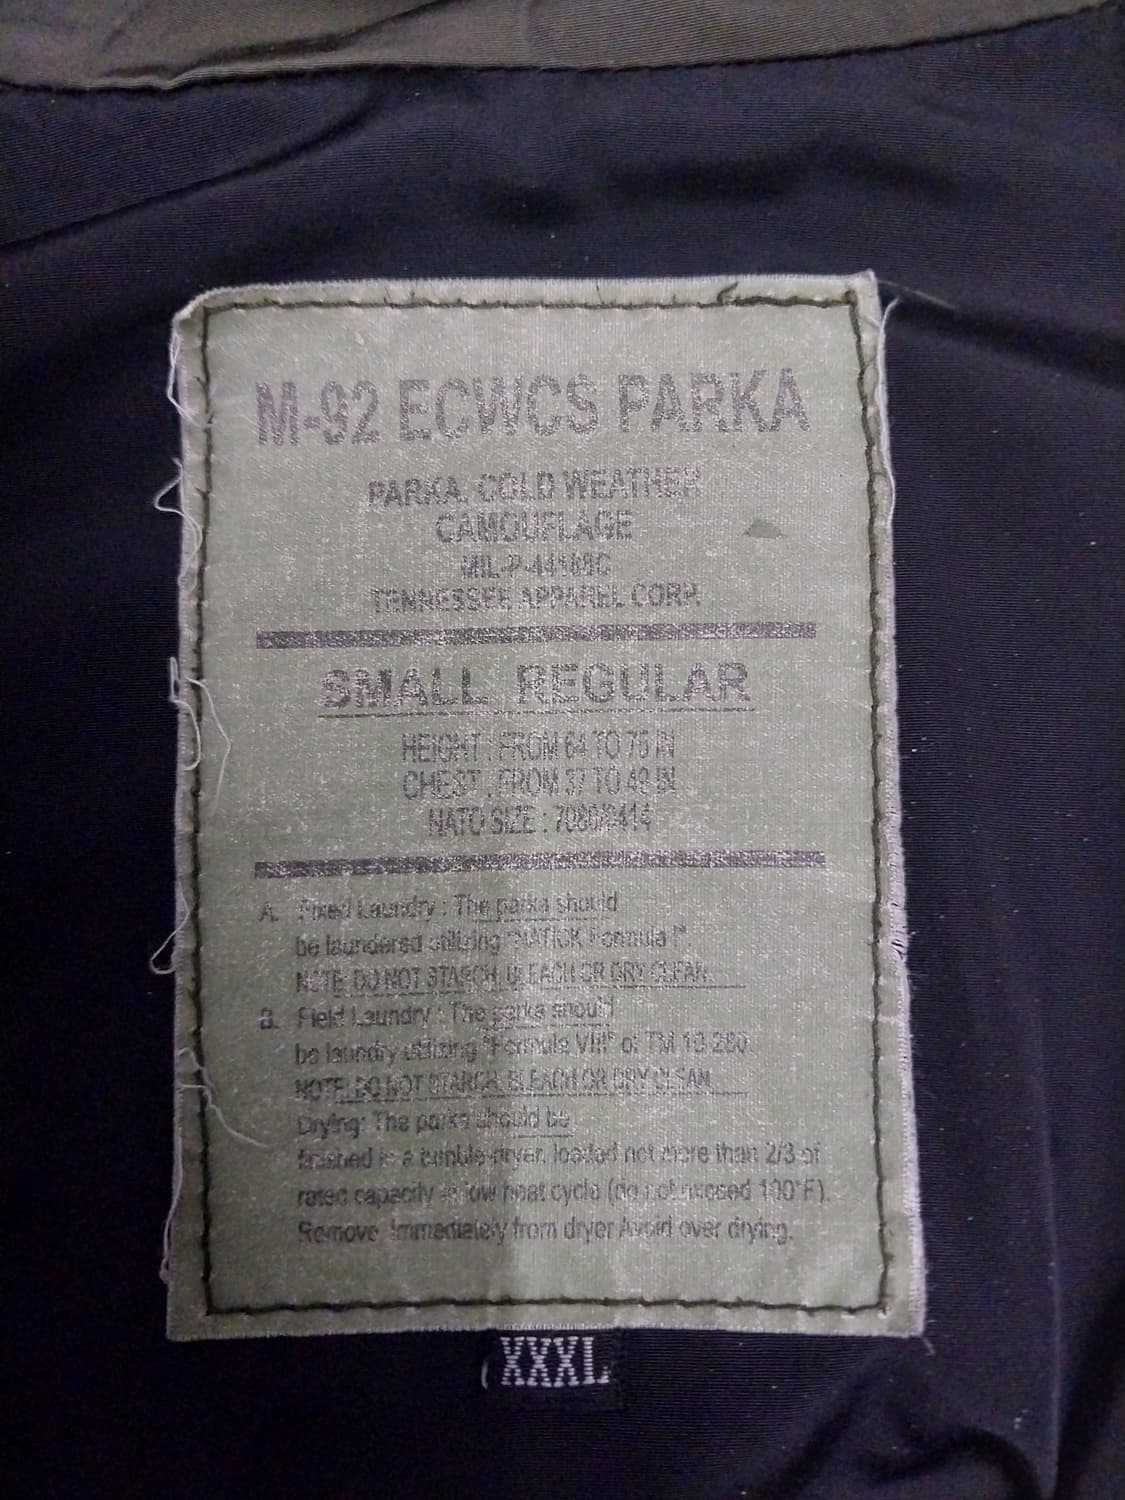 M-92 ECWCS PARKA
PARKA, COLD WEATHER
CAMOUFLAGE
MIL-P-44188C
TENNESSEE APPAREL CORP.
SMALL REGULAR
HEIGHT : FROM 64 TO 75 IN
CHEST : FROM 37 TO 49 IN
NATO SIZE :
A. Fixed Laundry : The parka should
be laundered utilizing "NATICK Formula I".
NOTE: DO NOT STARCH, BLEACH OR DRY CLEAN
B. Field Laundry : The parka should
be laundry utilizing "Formula VIII" of TM 10-280
NOTE: DO NOT STARCH, BLEACH OR DRY CLEAN
Drying: The parka should be
finished in a tumble-dryer, loaded not more than 2/3 of
rated capacity low heat cycle (do not exceed 100°F).
Remove Immediately from dryer Avoid over drying.
XXXL